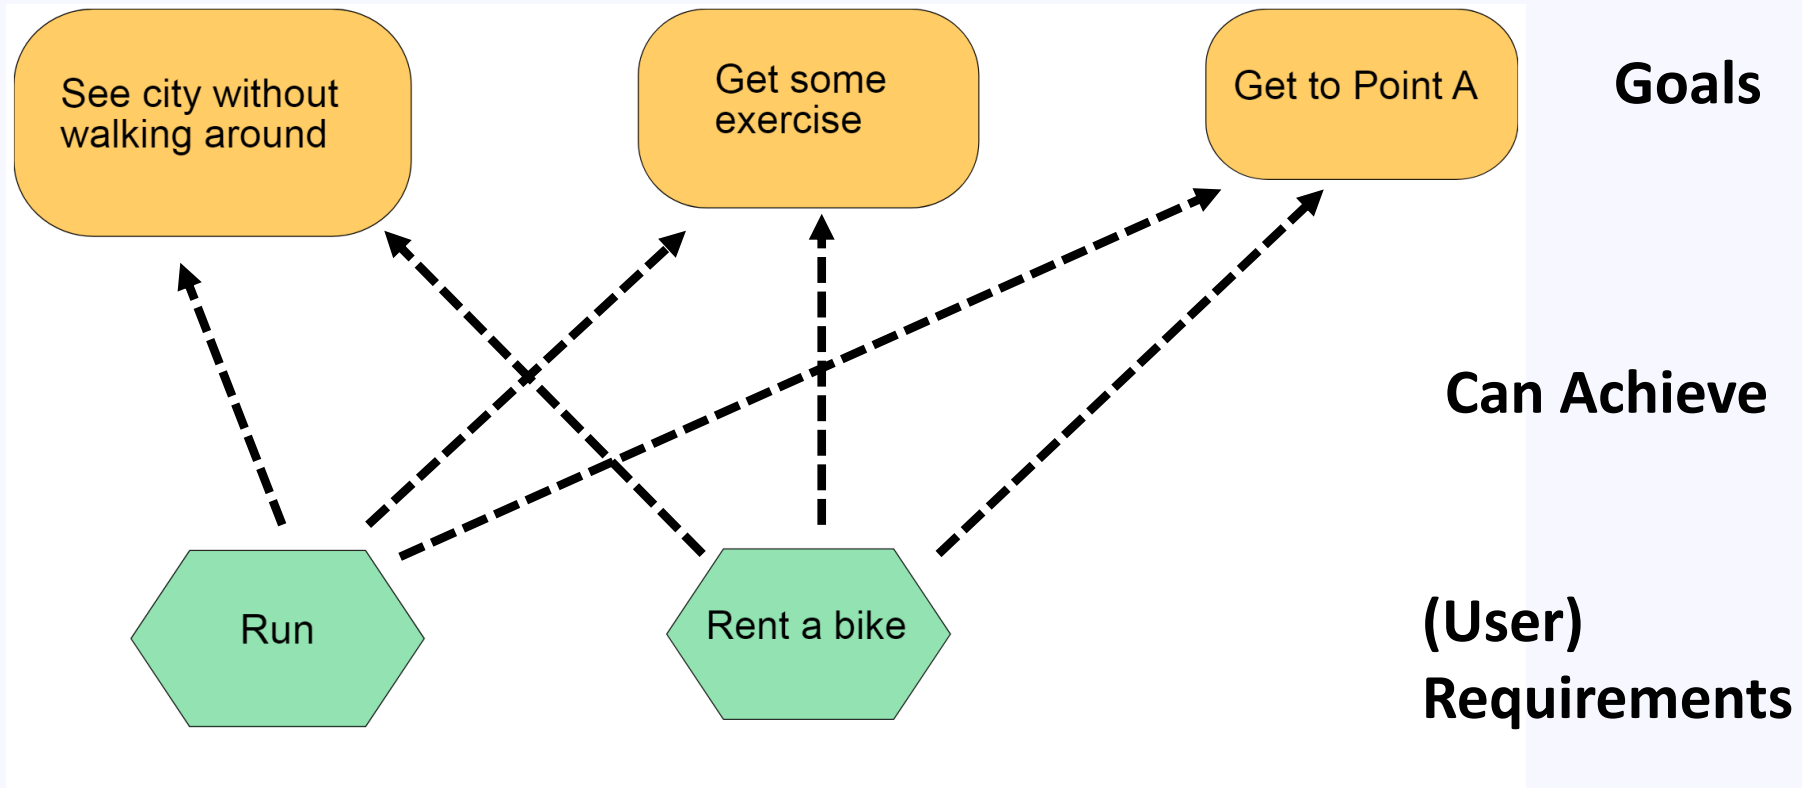 See city without
walking around
Get some
exercise
Get to Point A
Goals
Can Achieve
Run
Rent a bike
(User)
Requirements